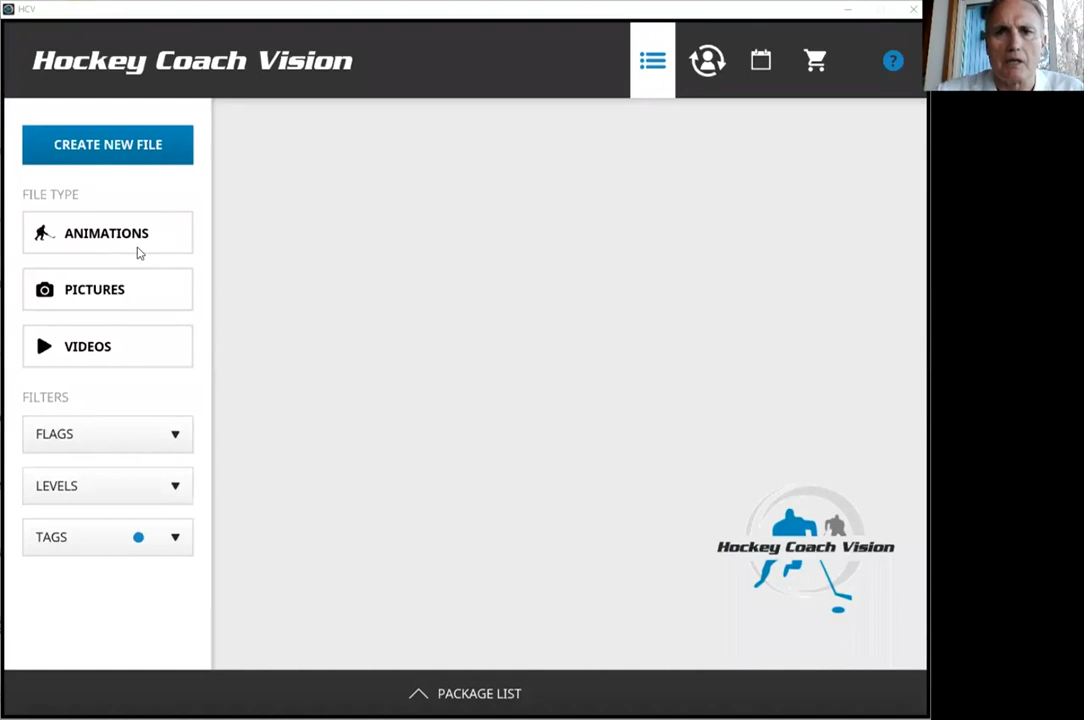 HCV
Hockey Coach Vision
?
CREATE NEW FILE
FILE TYPE
ANIMATIONS
PICTURES
VIDEOS
FILTERS
FLAGS
LEVELS
TAGS
Hockey Coach Vision
PACKAGE LIST